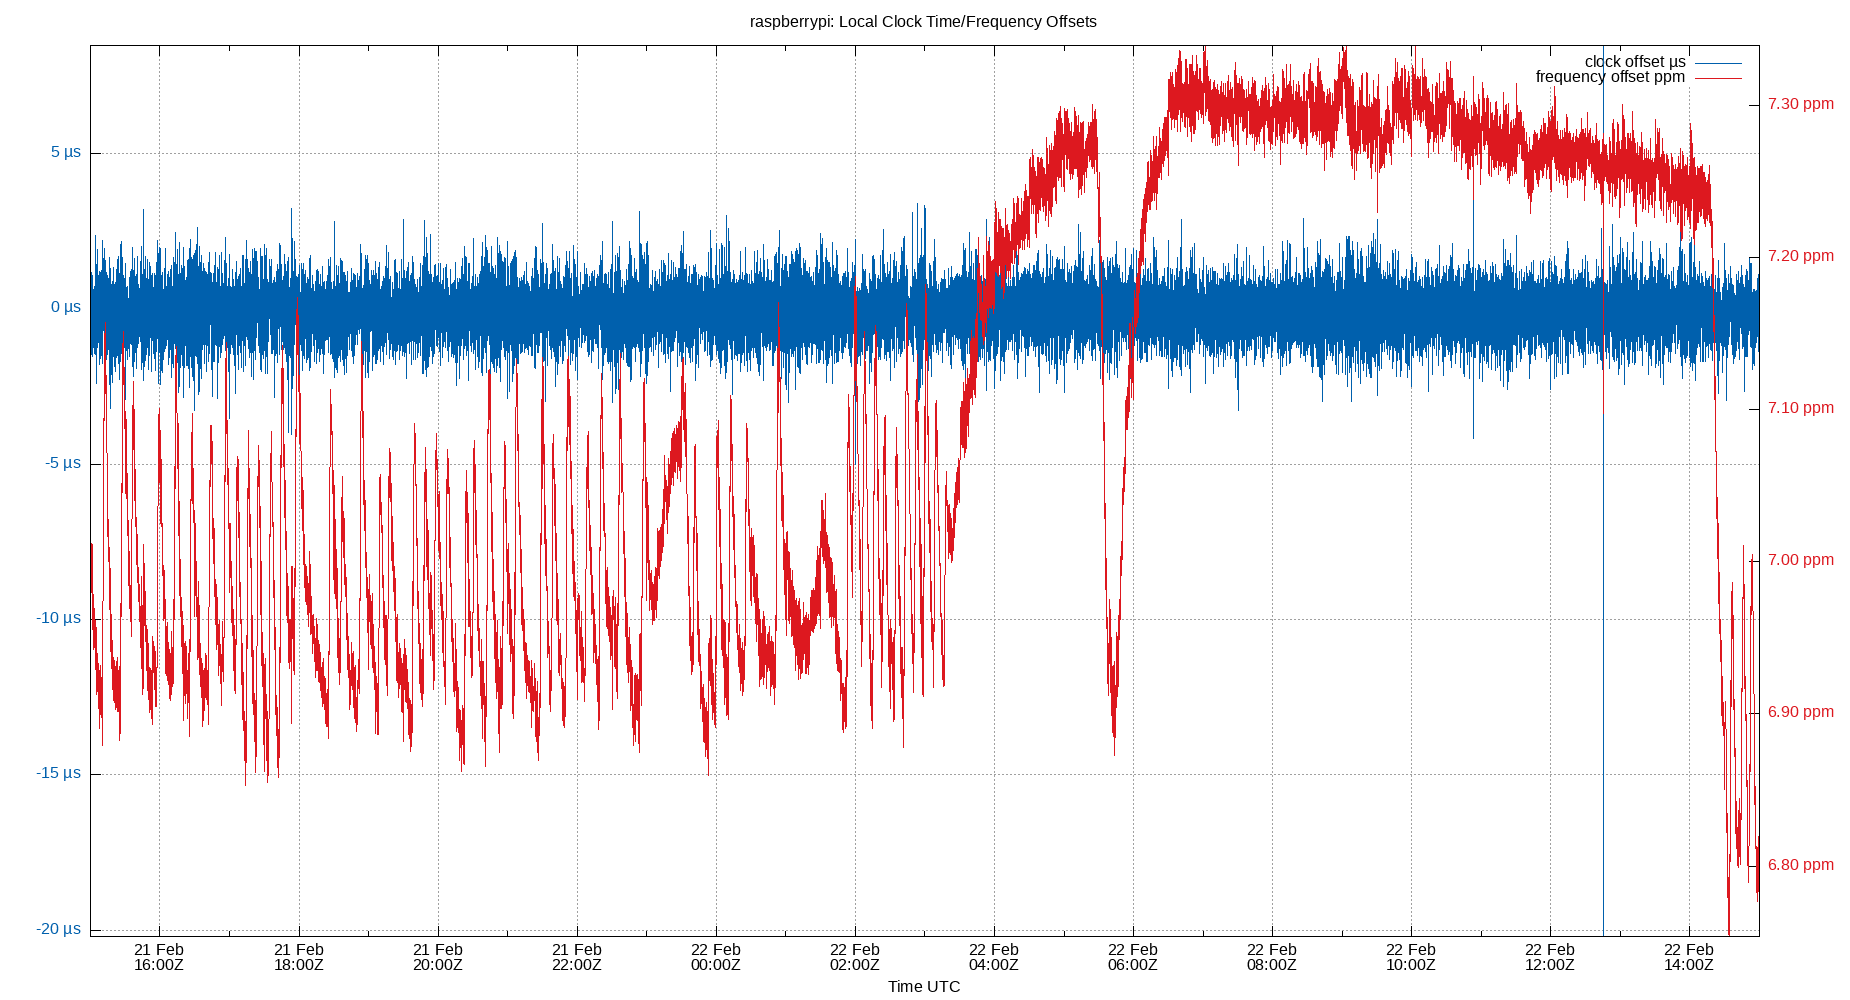 raspberrypi: Local Clock Time/Frequency Offsets
clock offset µs
frequency offset ppm
5 µs
0 µs
-5 µs
-10 µs
-15 µs
-20 µs
7.30 ppm
7.20 ppm
7.10 ppm
7.00 ppm
6.90 ppm
6.80 ppm
21 Feb 21 Feb 21 Feb 21 Feb 22 Feb 22 Feb 22 Feb 22 Feb 22 Feb 22 Feb 22 Feb 22 Feb
16:00Z 18:00Z 20:00Z 22:00Z 00:00Z 02:00Z 04:00Z 06:00Z 08:00Z 10:00Z 12:00Z 14:00Z
Time UTC